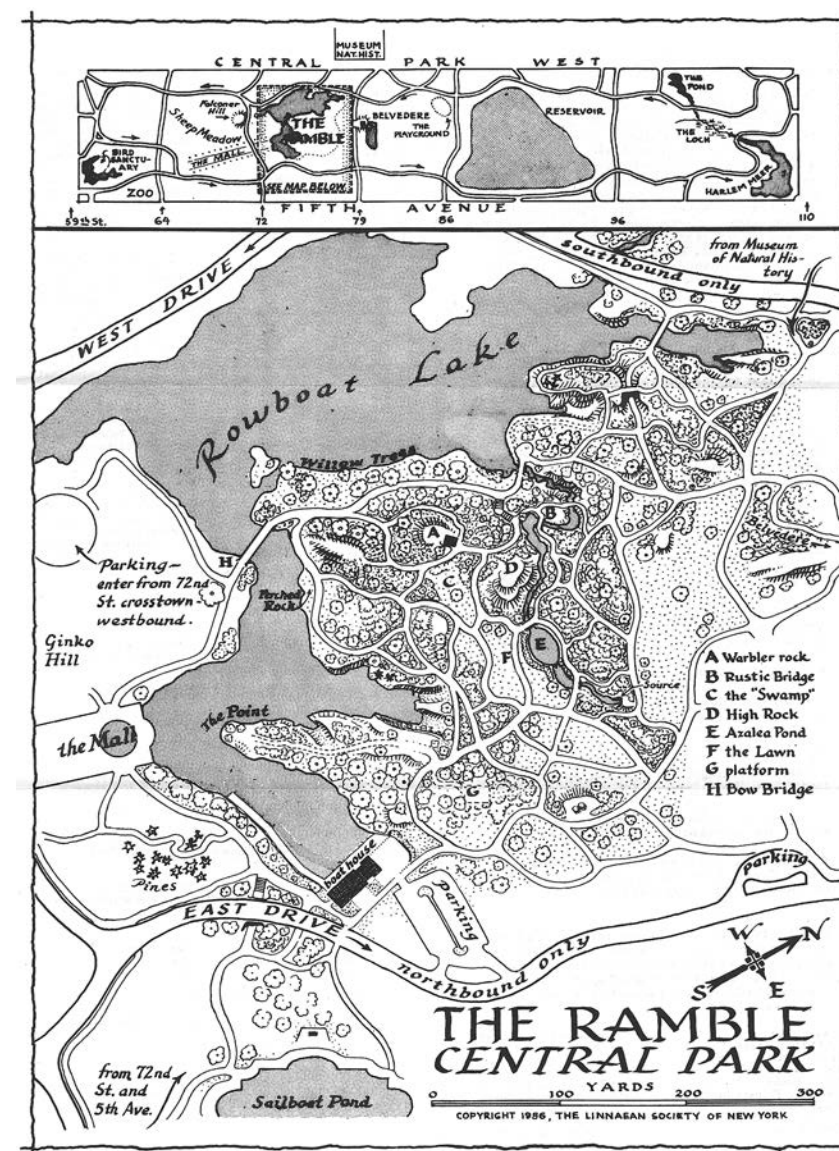 MUSEUM
NAT. HIST.
CENTRAL PARK WEST
THE
POND
Falconer
Hill
Sheep Meadow
THE
RAMBLE
BELVEDERE
THE
PLAYGROUND
RESERVOIR
THE
LOCH
BIRD
SANCTU-
ARY
THE MALL
ZOO
SEE MAP BELOW
HARLEM MEER
FIFTH AVENUE
59th St.
64
72
79
86
96
110
WEST DRIVE
southbound only
from Museum
of Natural His-
tory
Rowboat Lake
Willow Trees
A
B
C
D
E
F
G
H
Belvedere
Parking—
enter from 72nd
St. crosstown-
westbound.
Perched
Rock
Ginko
Hill
Source
The Point
the Mall
A Warbler rock
B Rustic Bridge
C the "Swamp"
D High Rock
E Azalea Pond
F the Lawn
G platform
H Bow Bridge
boat house
Pines
Parking
parking
EAST DRIVE
northbound only
W
N
S
E
THE RAMBLE
CENTRAL PARK
YARDS
0 100 200 300
COPYRIGHT 1956, THE LINNAEAN SOCIETY OF NEW YORK
from 72nd
St. and
5th Ave.
Sailboat Pond